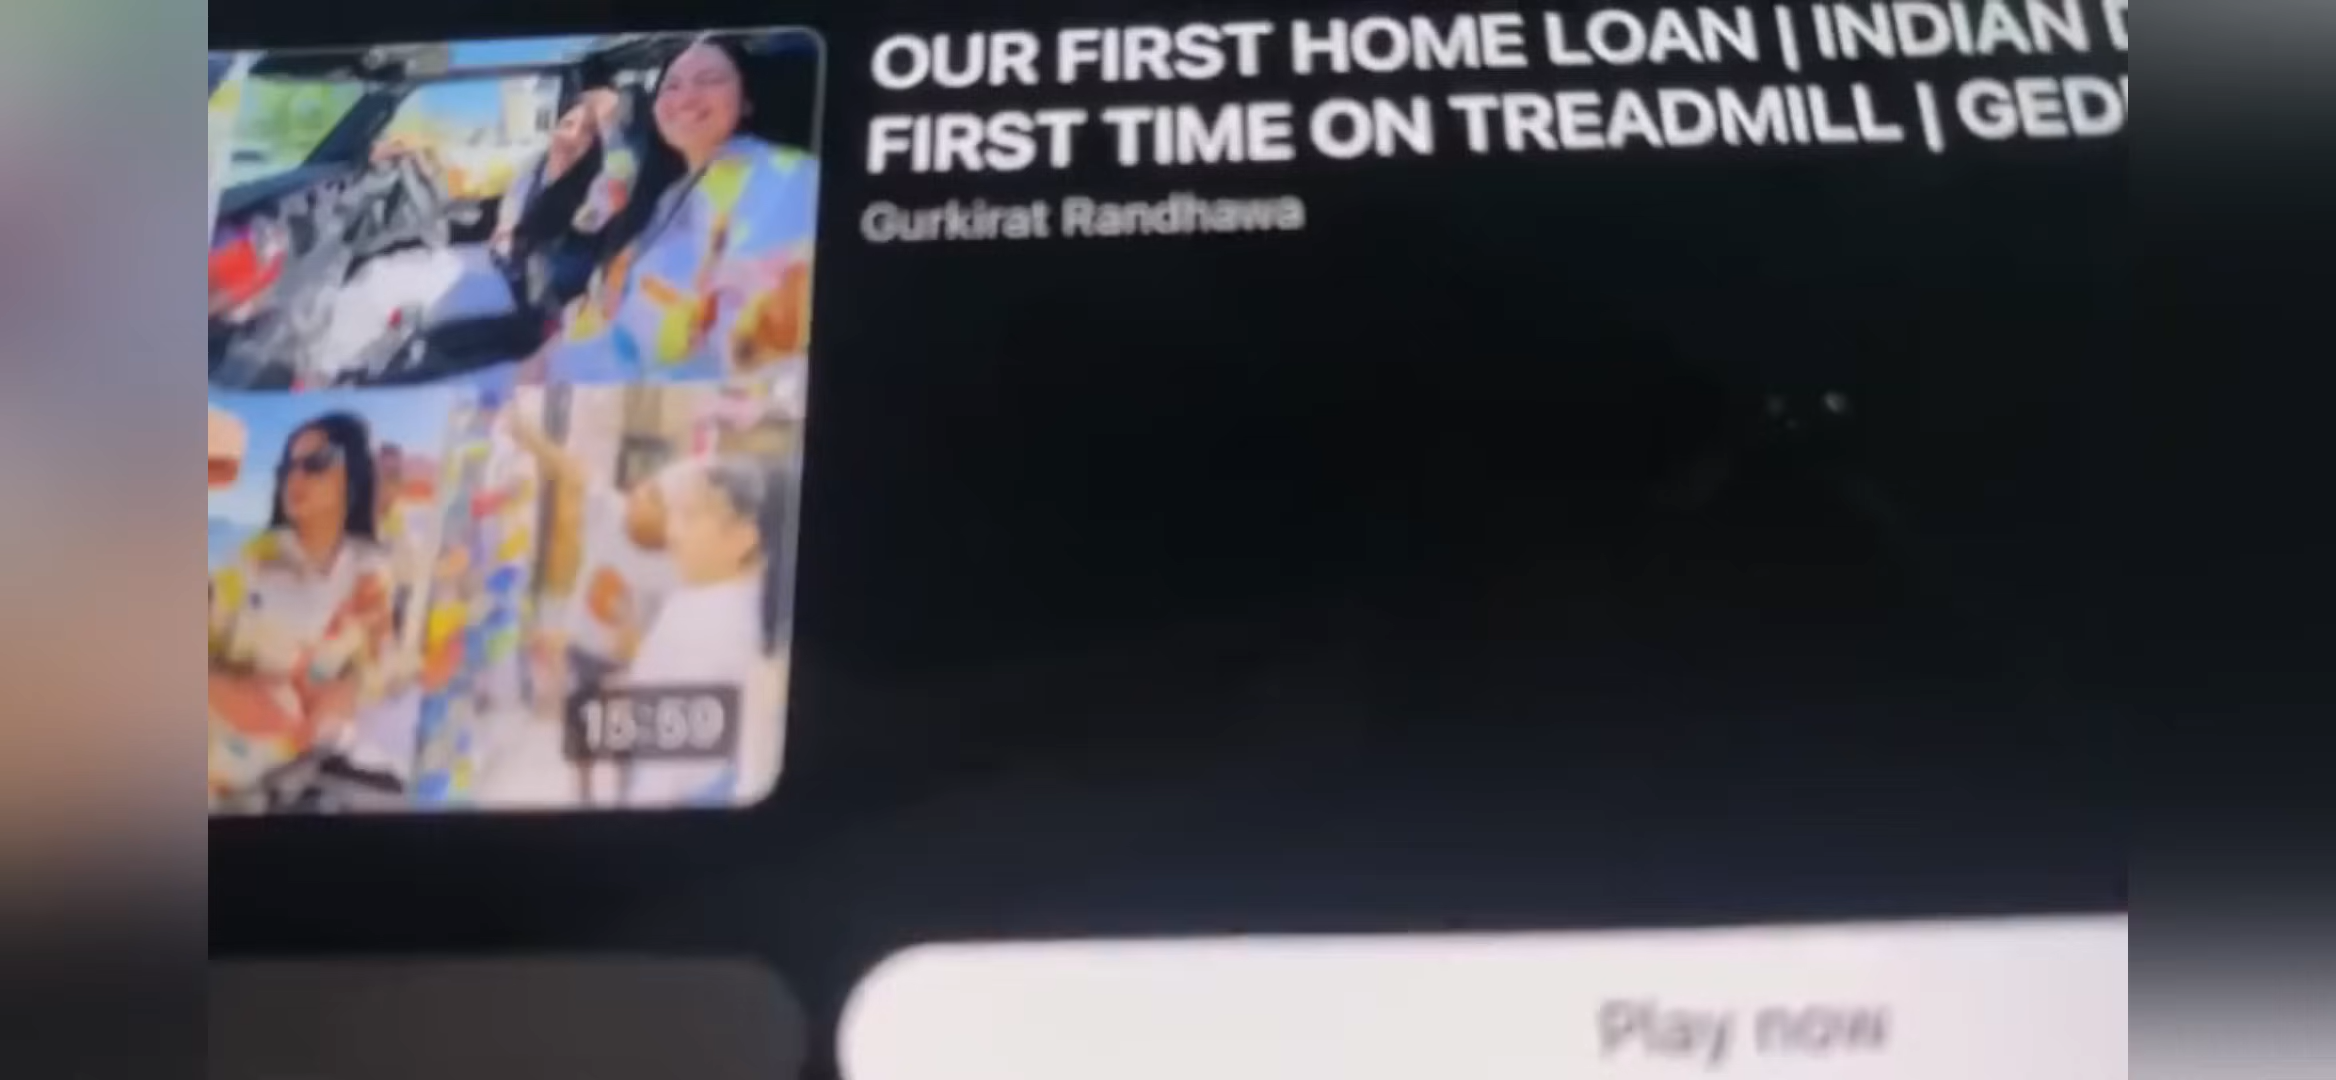 OUR FIRST HOME LOAN | INDIAN
FIRST TIME ON TREADMILL | GED
Gurkirat Randhawa
15:59
Play now